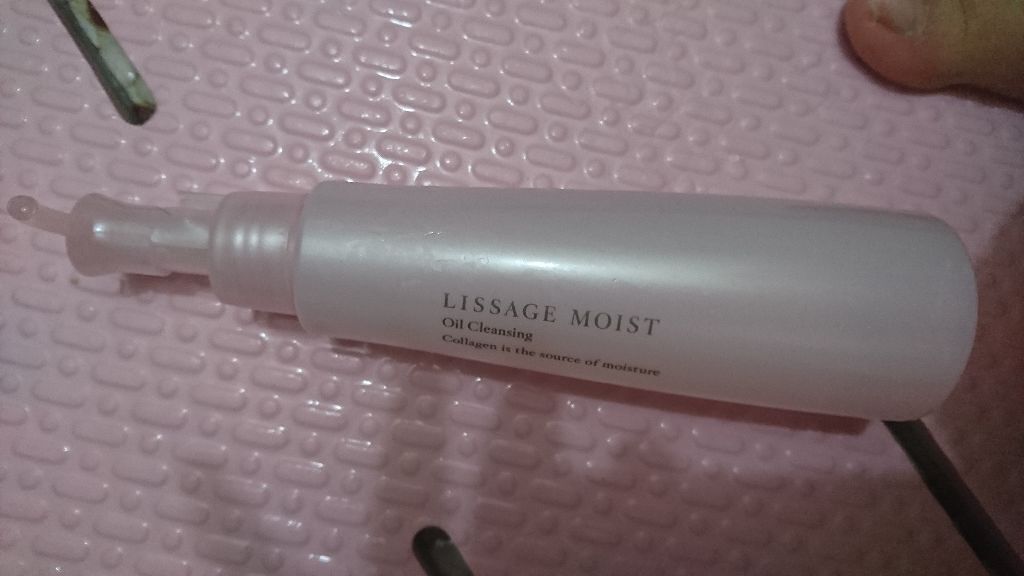 LISSAGE MOIST
Oil Cleansing
Collagen is the source of moisture